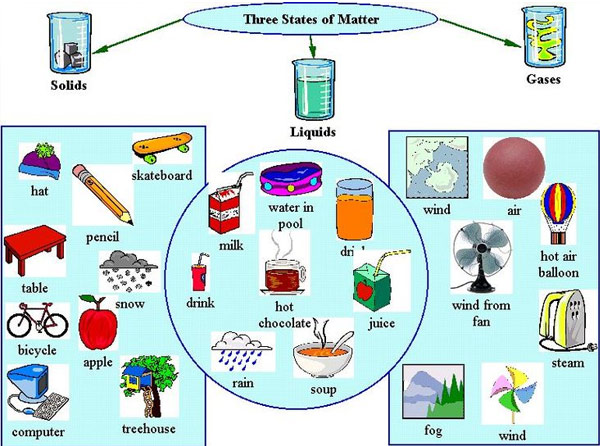 Three States of Matter
Solids
Liquids
Gases
hat
skateboard
pencil
table
snow
bicycle
apple
computer
treehouse
milk
water in
pool
drink
hot
chocolate
juice
rain
soup
wind
air
hot air
balloon
wind from
fan
steam
fog
wind